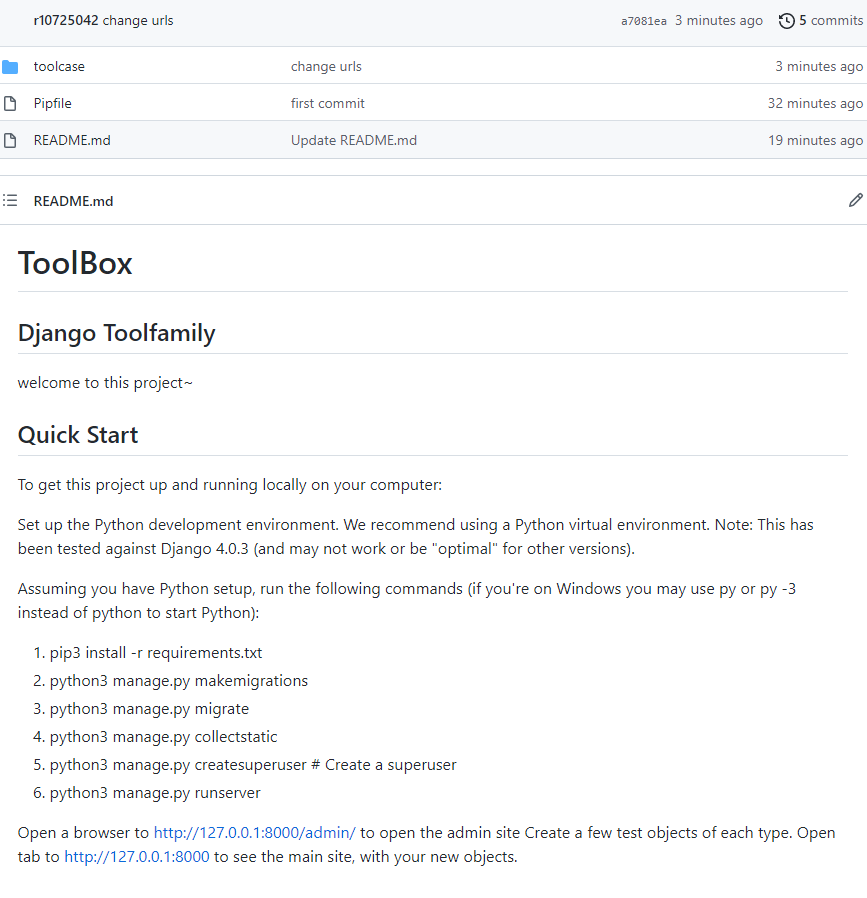 r10725042 change urls a7081ea 3 minutes ago 5 commits
toolcase change urls 3 minutes ago
Pipfile first commit 32 minutes ago
README.md Update README.md 19 minutes ago
README.md
ToolBox
Django Toolfamily
welcome to this project~
Quick Start
To get this project up and running locally on your computer:
Set up the Python development environment. We recommend using a Python virtual environment. Note: This has
been tested against Django 4.0.3 (and may not work or be "optimal" for other versions).
Assuming you have Python setup, run the following commands (if you're on Windows you may use py or py -3
instead of python to start Python):
1. pip3 install -r requirements.txt
2. python3 manage.py makemigrations
3. python3 manage.py migrate
4. python3 manage.py collectstatic
5. python3 manage.py createsuperuser # Create a superuser
6. python3 manage.py runserver
Open a browser to http://127.0.0.1:8000/admin/ to open the admin site Create a few test objects of each type. Open
tab to http://127.0.0.1:8000 to see the main site, with your new objects.